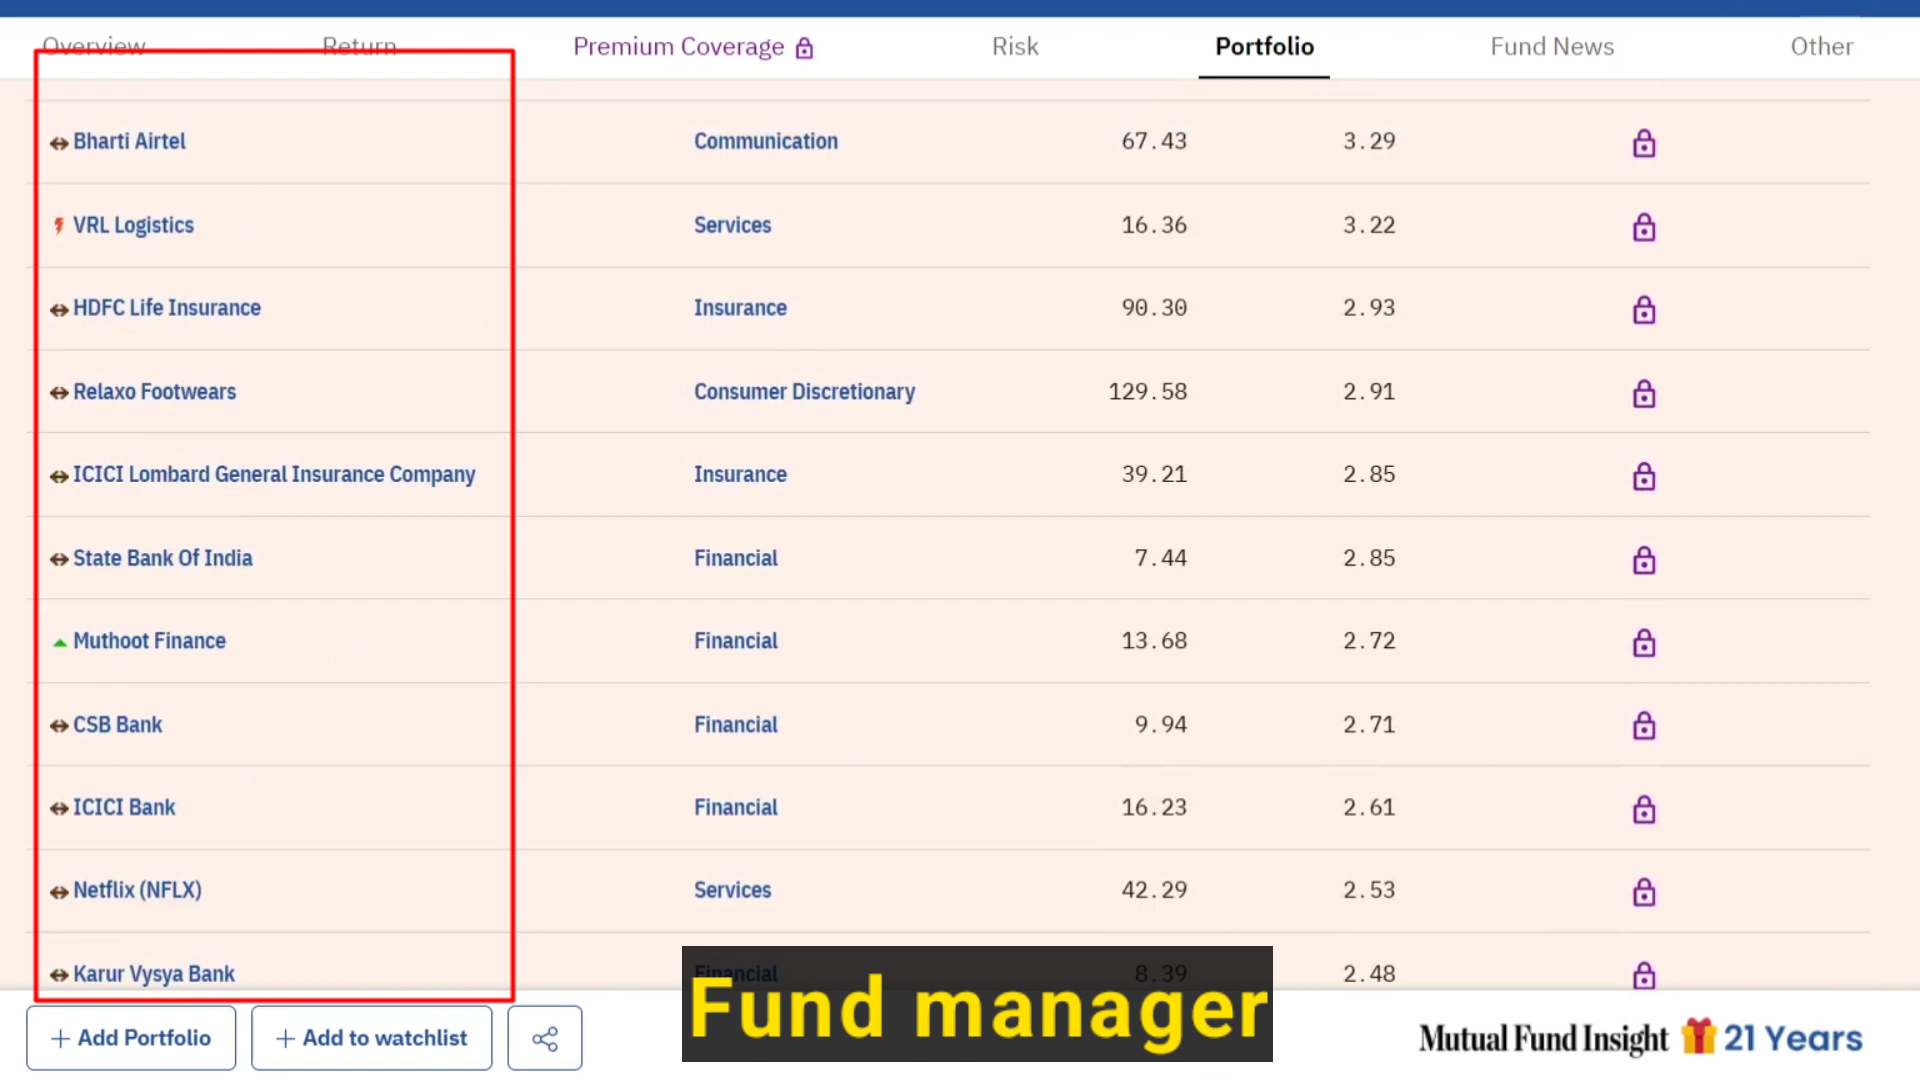 Overview Return Premium Coverage Risk Portfolio Fund News Other
Bharti Airtel Communication 67.43 3.29
VRL Logistics Services 16.36 3.22
HDFC Life Insurance Insurance 90.30 2.93
Relaxo Footwears Consumer Discretionary 129.58 2.91
ICICI Lombard General Insurance Company Insurance 39.21 2.85
State Bank Of India Financial 7.44 2.85
Muthoot Finance Financial 13.68 2.72
CSB Bank Financial 9.94 2.71
ICICI Bank Financial 16.23 2.61
Netflix (NFLX) Services 42.29 2.53
Karur Vysya Bank Financial 8.39 2.48
Fund manager
+ Add Portfolio + Add to watchlist Mutual Fund Insight 21 Years